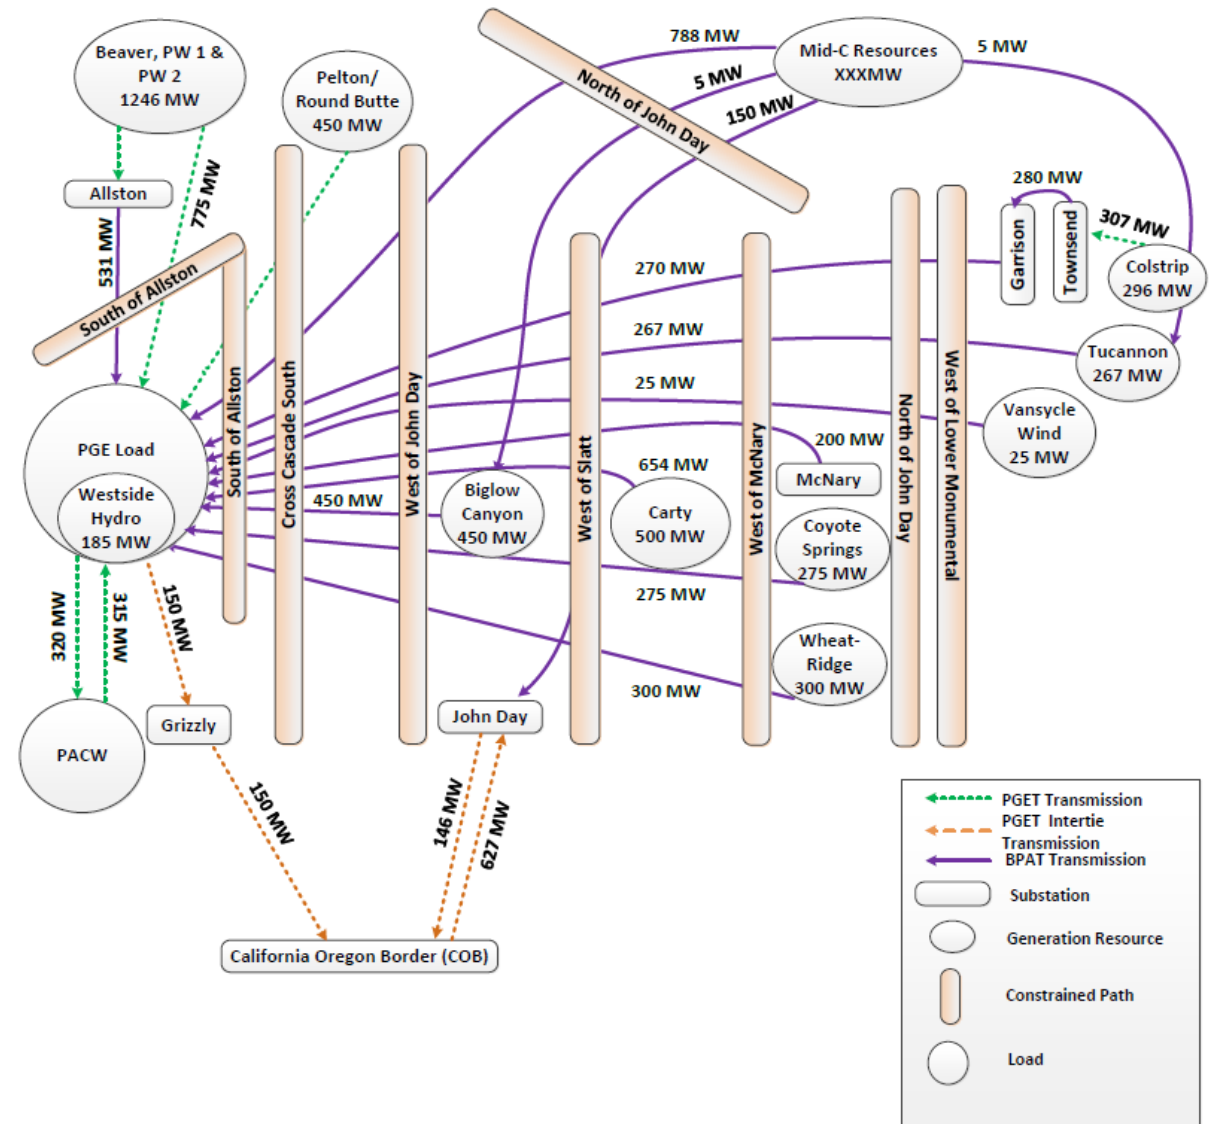 788 MW
5 MW
5 MW
150 MW
Mid-C Resources
XXXMW
Beaver, PW 1 &
PW 2
1246 MW
Pelton/
Round Butte
450 MW
North of John Day
Allston
775 MW
531 MW
South of Allston
280 MW
307 MW
Garrison
Townsend
Colstrip
296 MW
270 MW
267 MW
25 MW
Tucannon
267 MW
Vansycle
Wind
25 MW
South of Allston
Cross Cascade South
West of John Day
West of Slatt
West of McNary
North of John Day
West of Lower Monumental
PGE Load
Westside
Hydro
185 MW
200 MW
McNary
654 MW
450 MW
Biglow
Canyon
450 MW
Carty
500 MW
Coyote
Springs
275 MW
275 MW
Wheat-
Ridge
300 MW
300 MW
320 MW
315 MW
150 MW
PACW
Grizzly
John Day
150 MW
146 MW
627 MW
California Oregon Border (COB)
PGET Transmission
PGET Intertie
Transmission
BPAT Transmission
Substation
Generation Resource
Constrained Path
Load